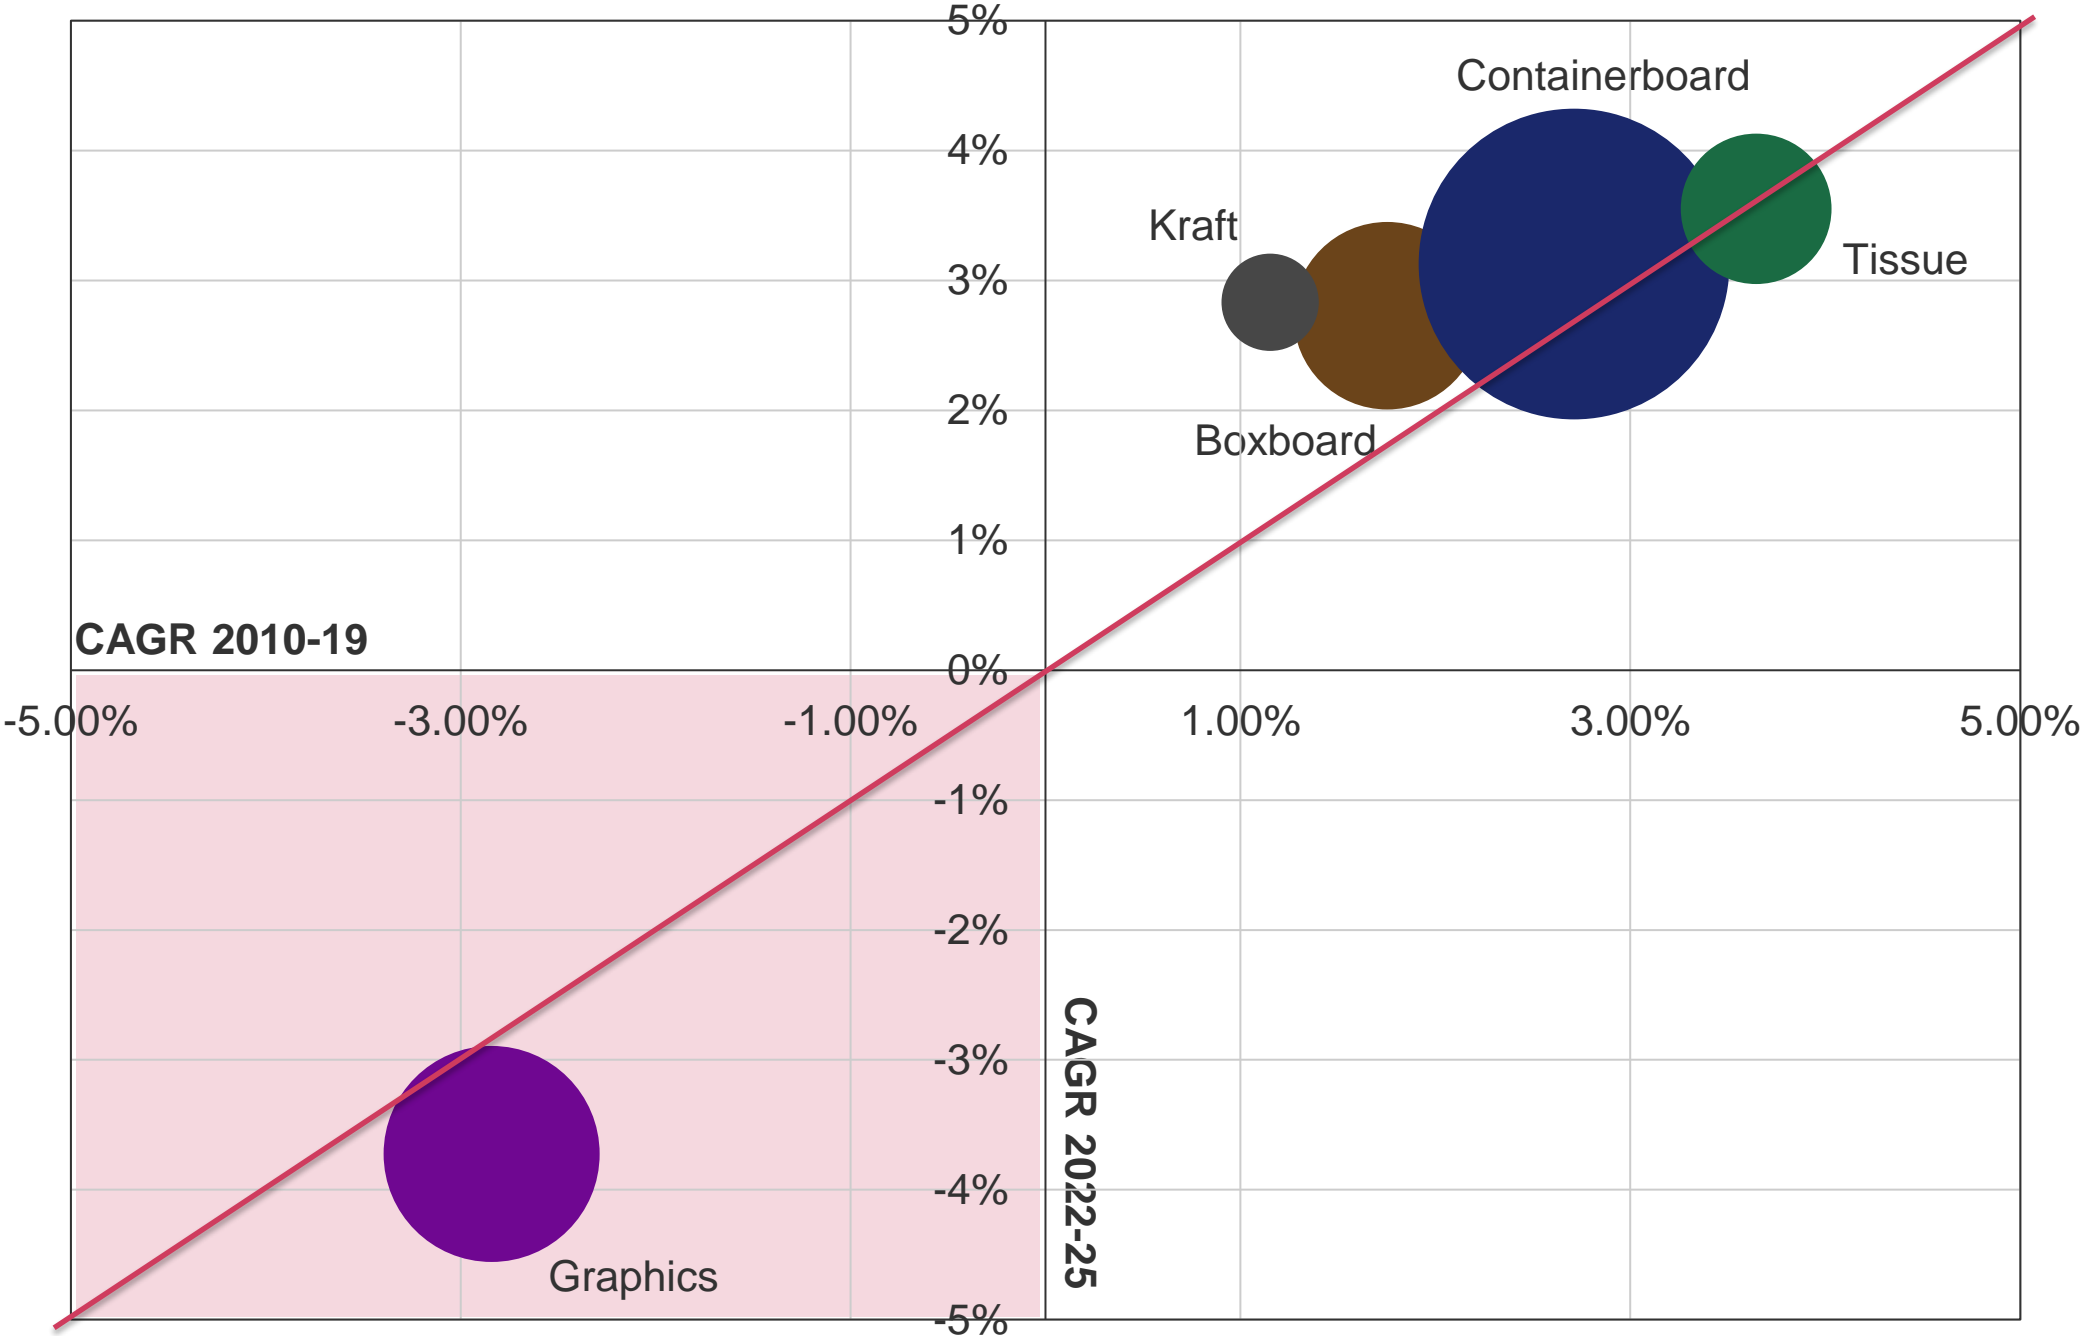 5%
Containerboard
4%
Kraft
Tissue
3%
2%
Boxboard
1%
CAGR 2010-19
0%
-5.00% -3.00% -1.00% 1.00% 3.00% 5.00%
-1%
-2%
CAGR 2022-25
-3%
-4%
Graphics
-5%